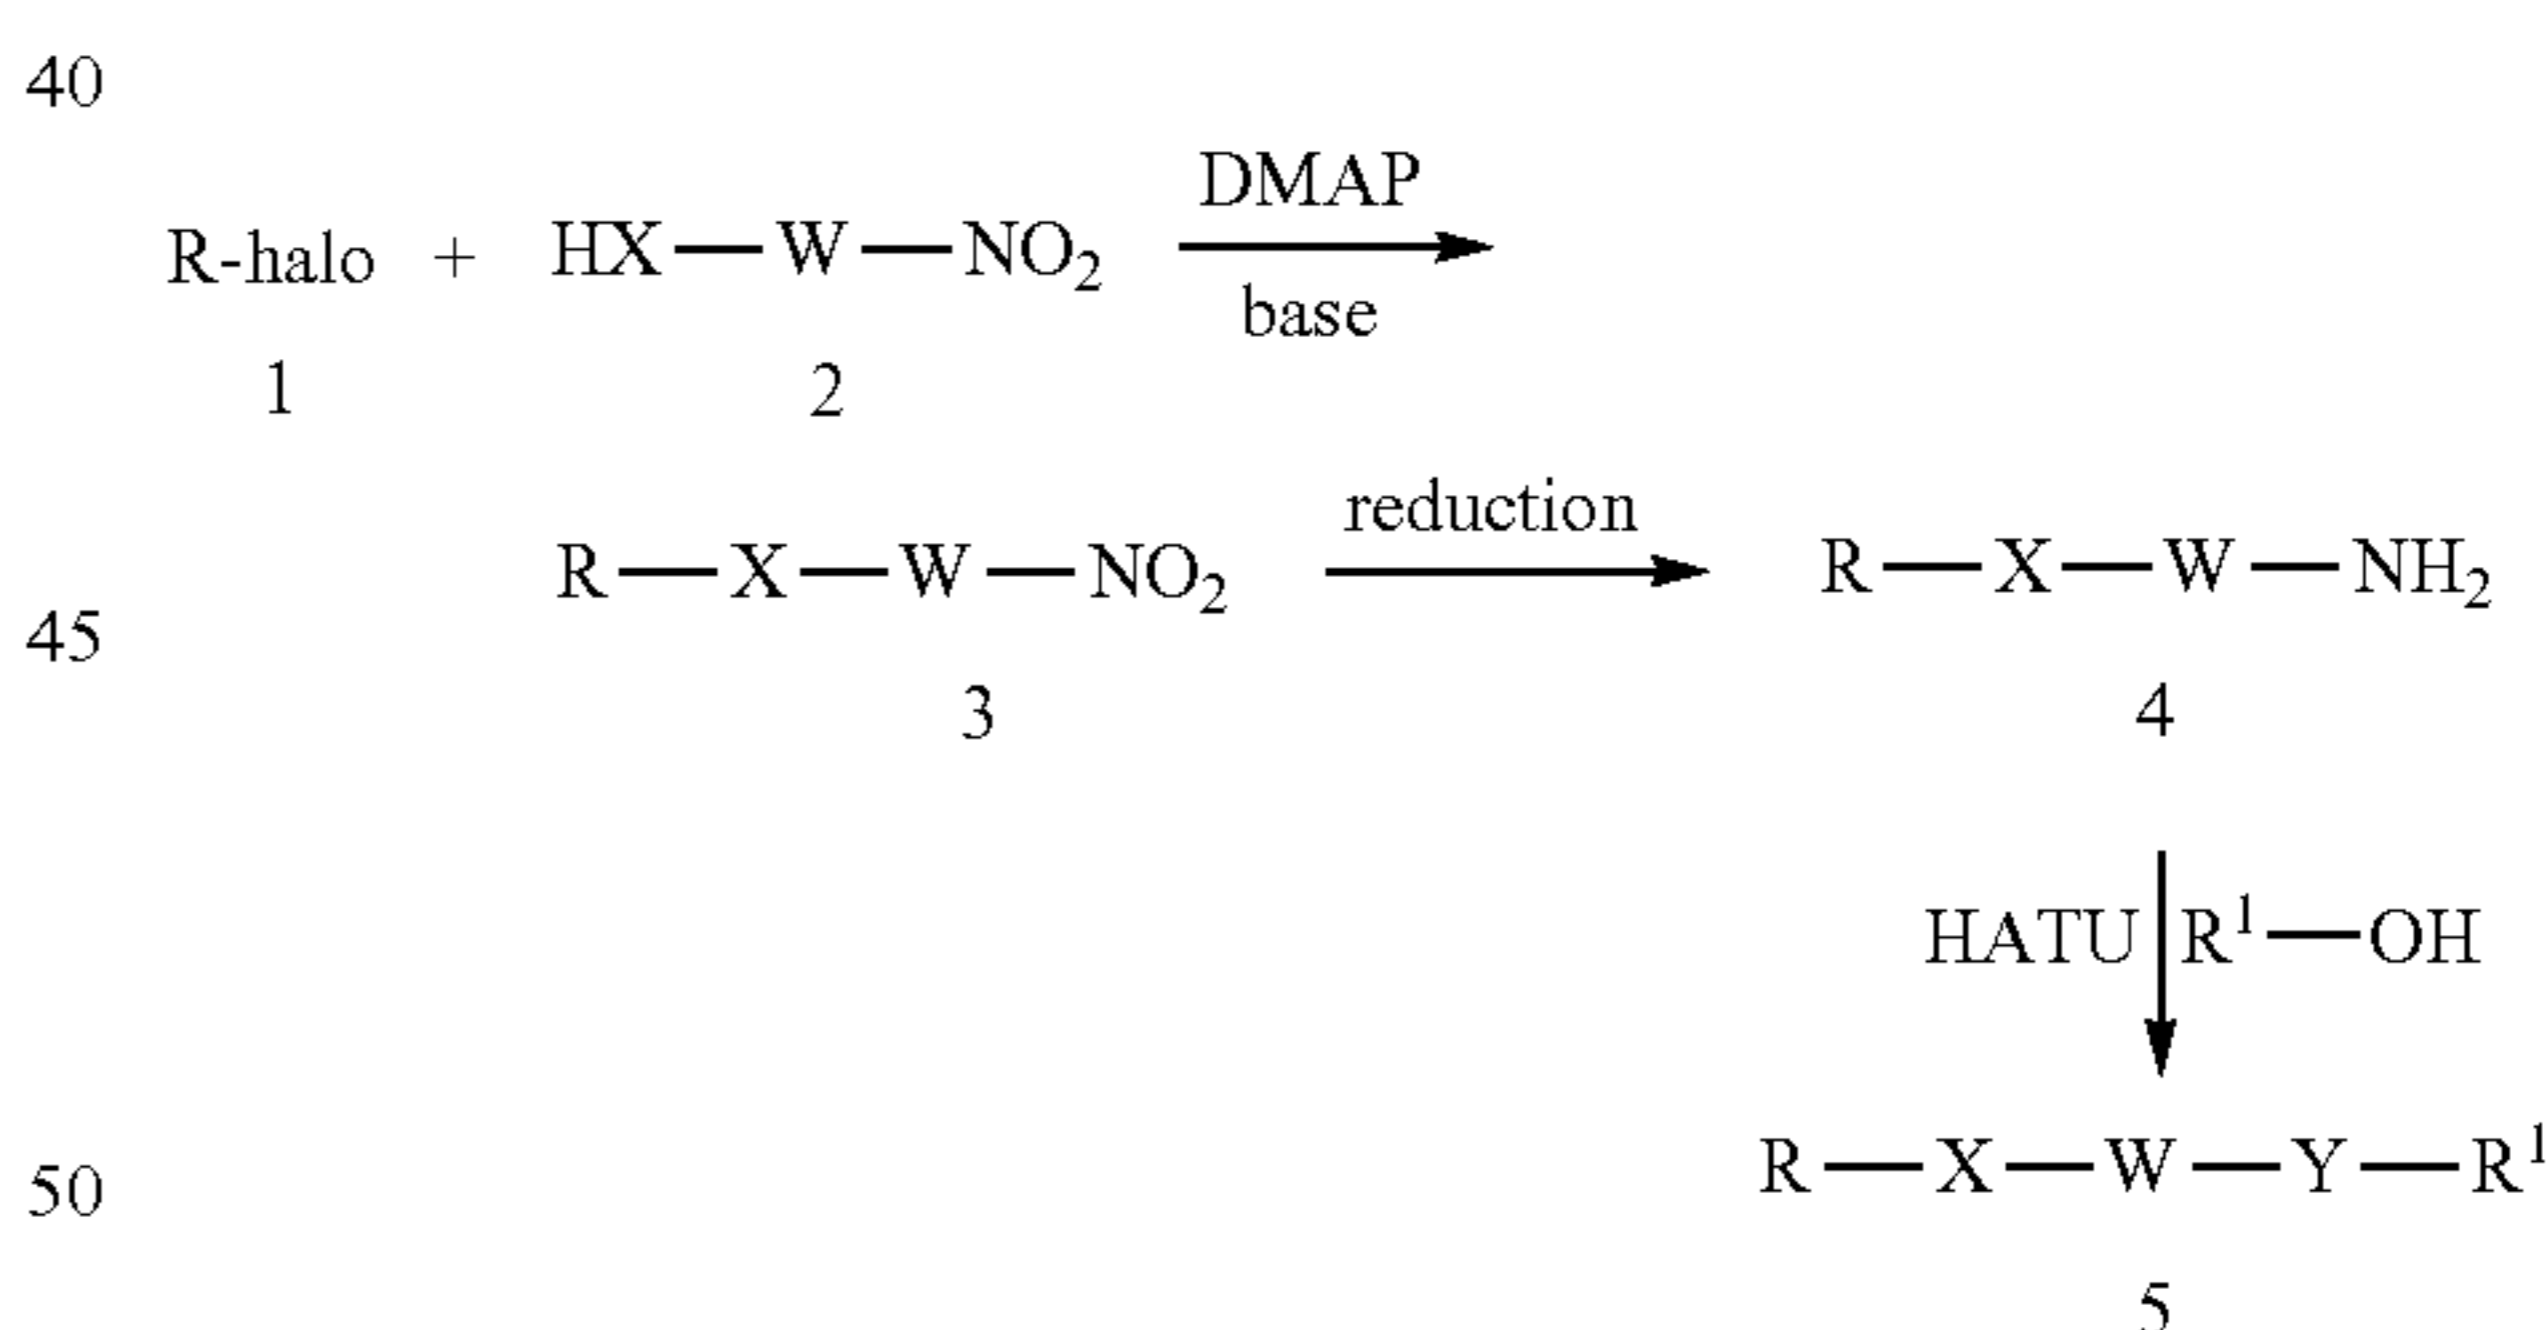 40
DMAP
R-halo + HX—W—NO₂
base
1 2
reduction
R—X—W—NO₂ R—X—W—NH₂
45
3 4
HATU R¹—OH
R—X—W—Y—R¹
50
5